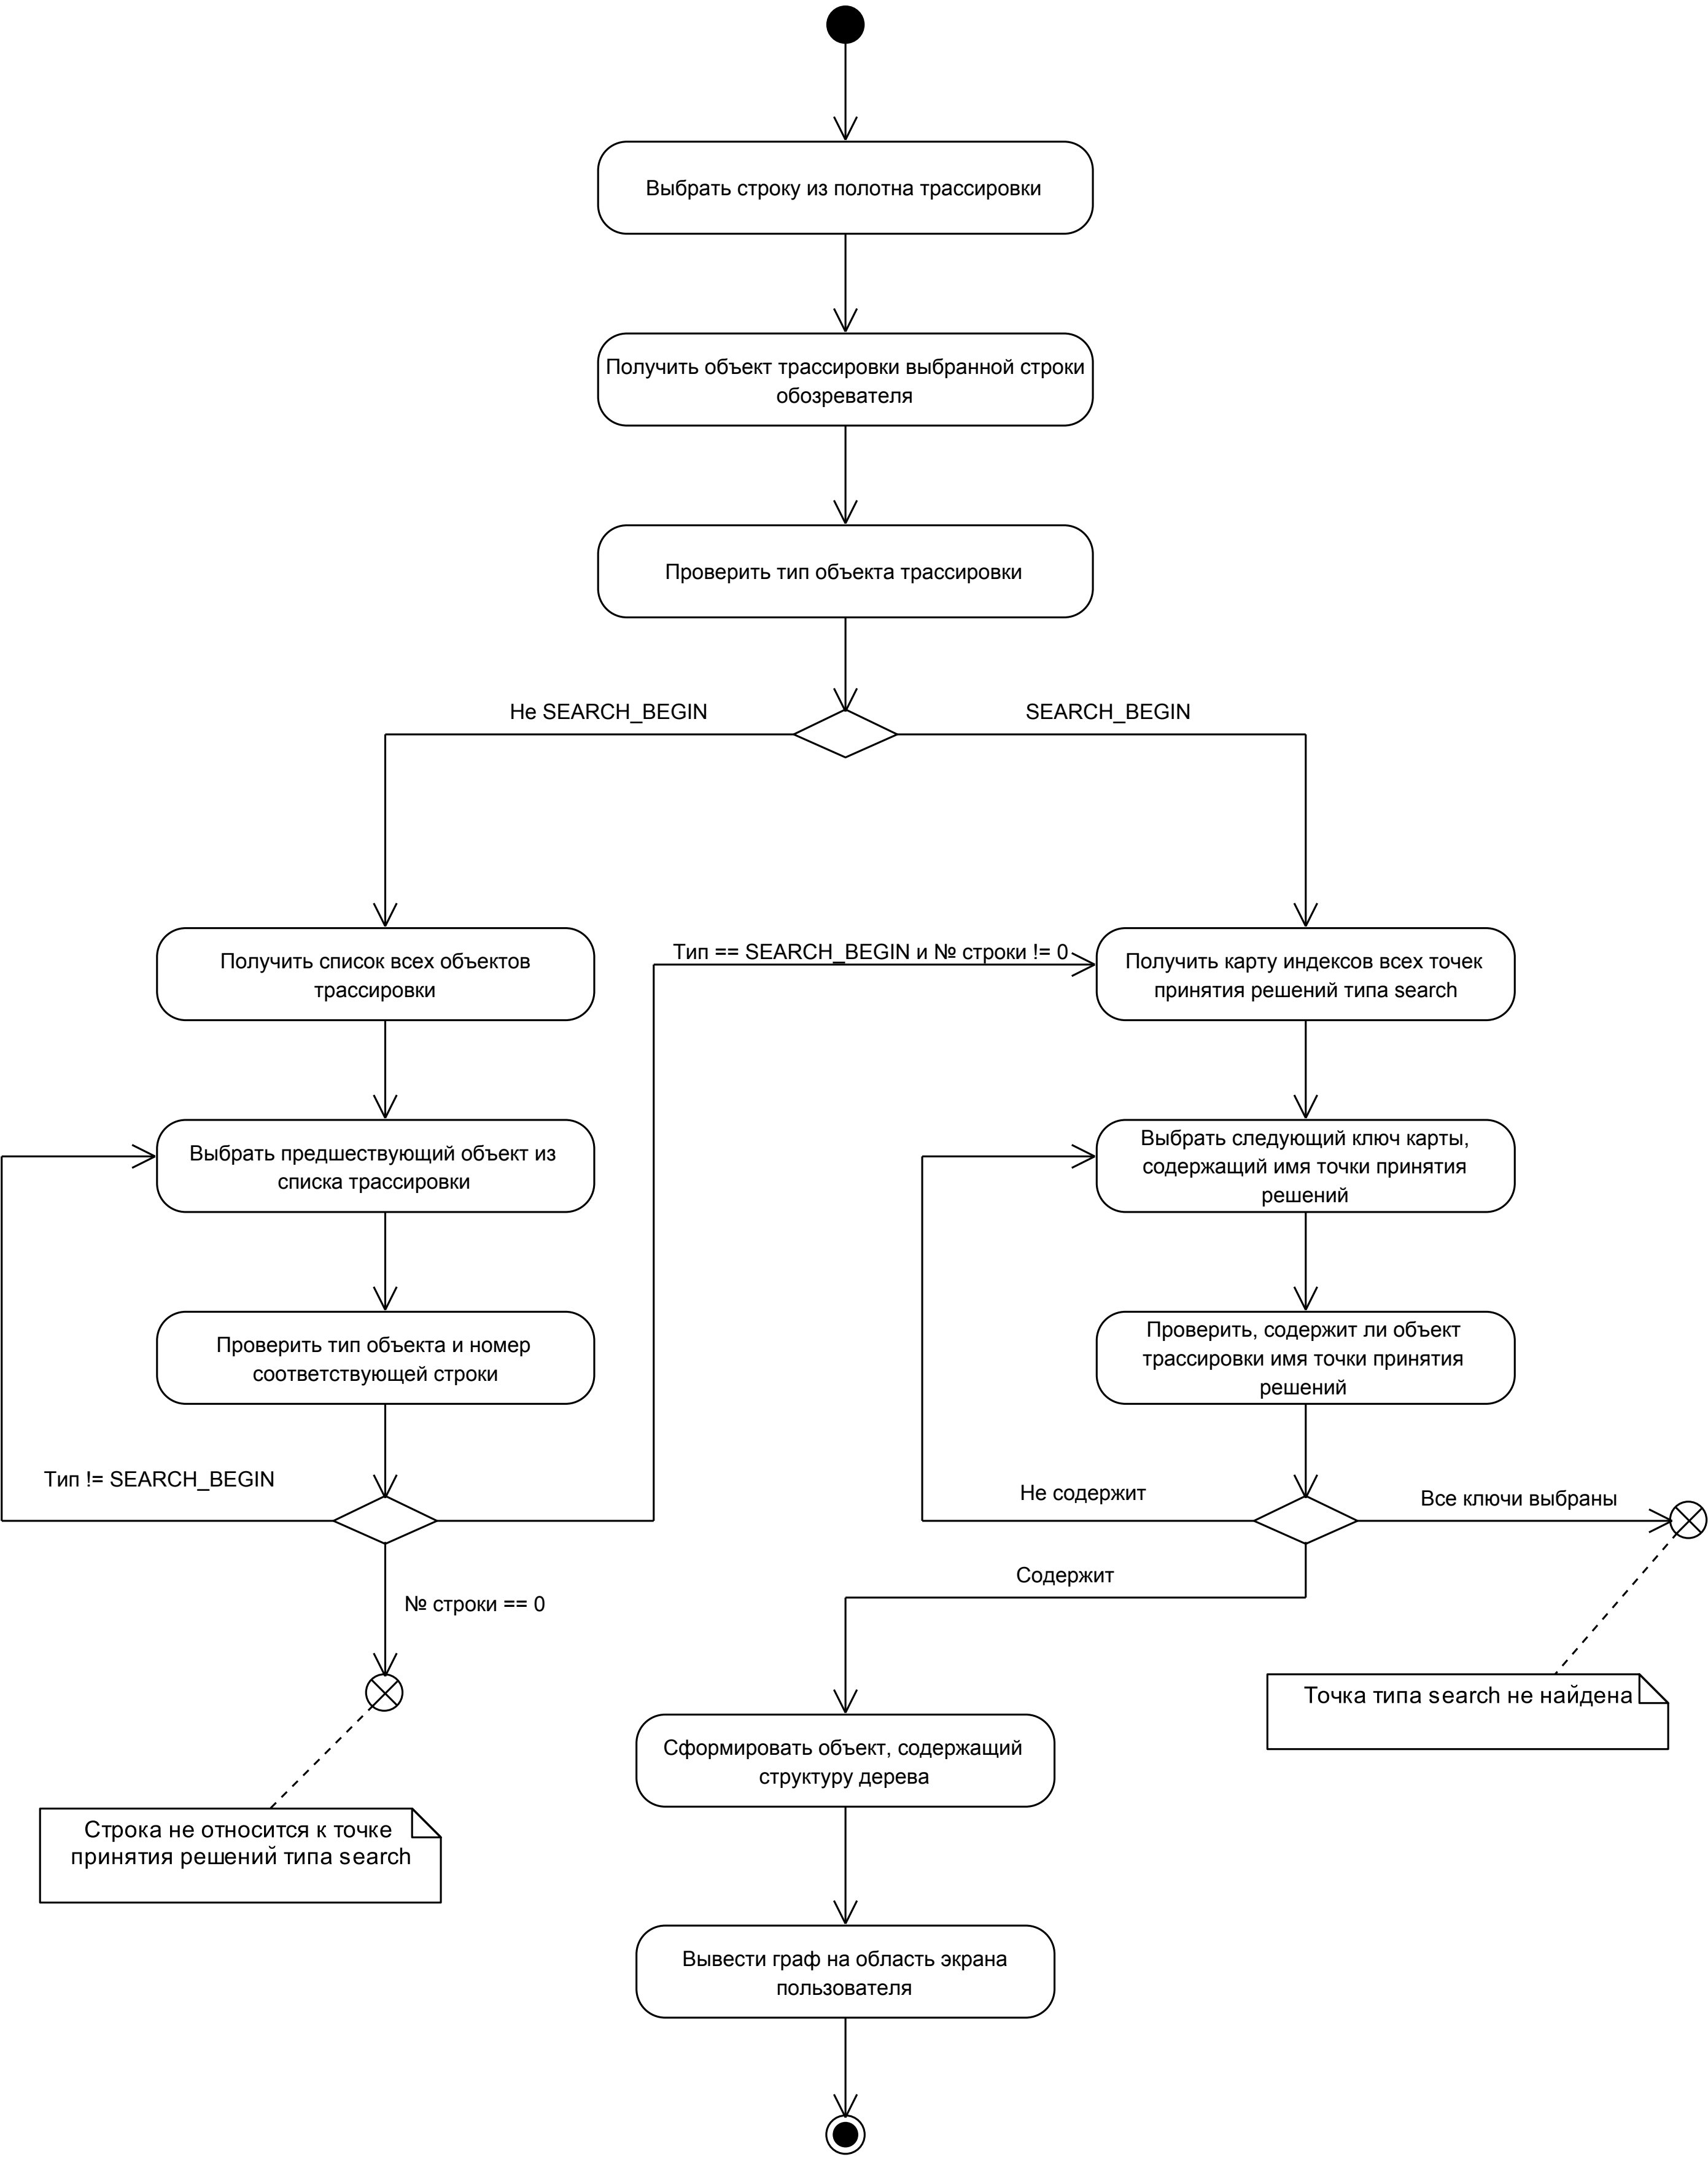 Выбрать строку из полотна трассировки
Получить объект трассировки выбранной строки
обозревателя
Проверить тип объекта трассировки
Не SEARCH_BEGIN
SEARCH_BEGIN
Получить список всех объектов
трассировки
Тип == SEARCH_BEGIN и № строки != 0
Получить карту индексов всех точек
принятия решений типа search
Выбрать предшествующий объект из
списка трассировки
Выбрать следующий ключ карты,
содержащий имя точки принятия
решений
Проверить тип объекта и номер
соответствующей строки
Проверить, содержит ли объект
трассировки имя точки принятия
решений
Тип != SEARCH_BEGIN
Не содержит
Все ключи выбраны
Содержит
№ строки == 0
Точка типа search не найдена
Сформировать объект, содержащий
структуру дерева
Строка не относится к точке
принятия решений типа search
Вывести граф на область экрана
пользователя